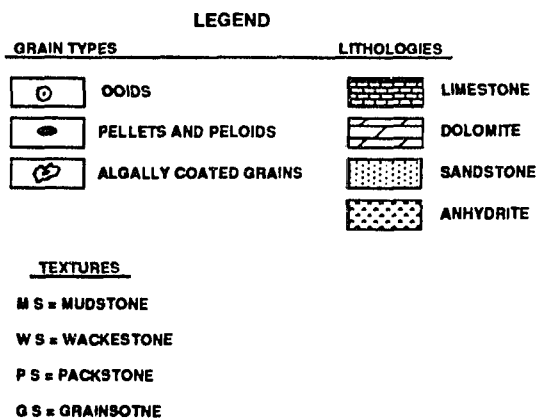 LEGEND
GRAIN TYPES
OOIDS
PELLETS AND PELOIDS
ALGALLY COATED GRAINS
LITHOLOGIES
LIMESTONE
DOLOMITE
SANDSTONE
ANHYDRITE
TEXTURES
M S = MUDSTONE
W S = WACKESTONE
P S = PACKSTONE
G S = GRAINSOTNE